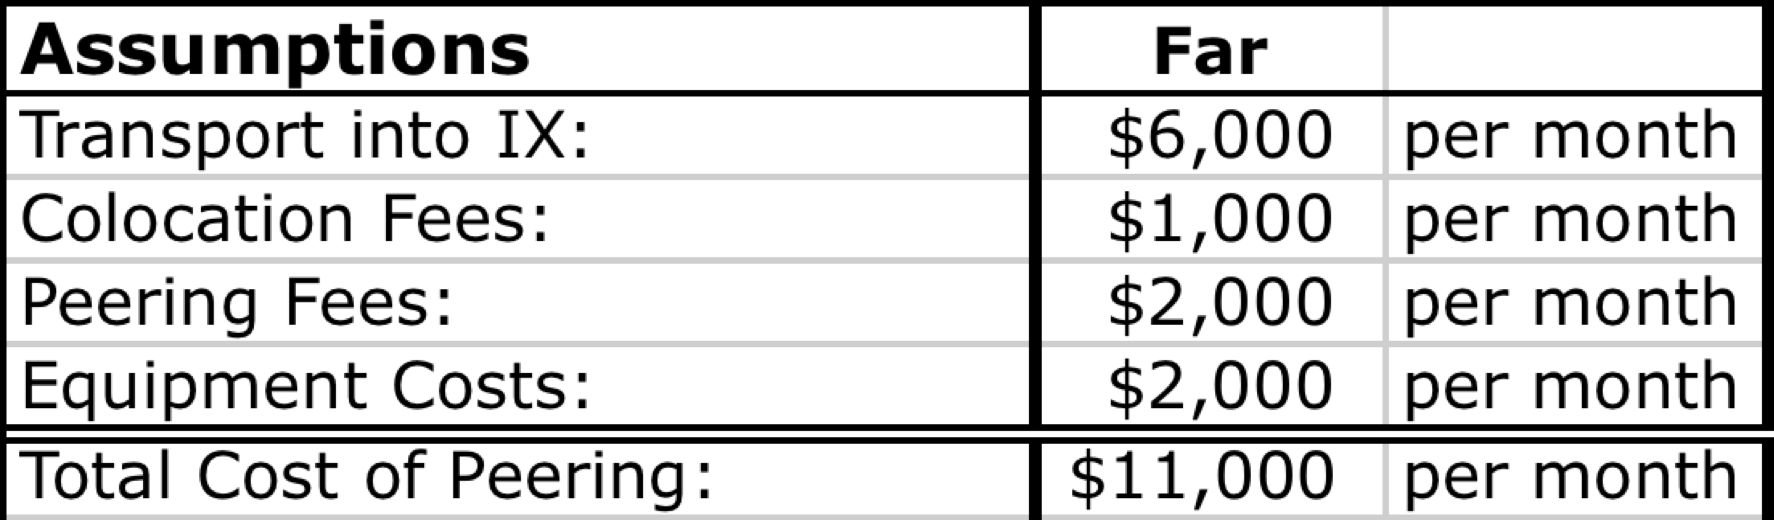 Assumptions Far
Transport into IX: $6,000 per month
Colocation Fees: $1,000 per month
Peering Fees: $2,000 per month
Equipment Costs: $2,000 per month
Total Cost of Peering: $11,000 per month